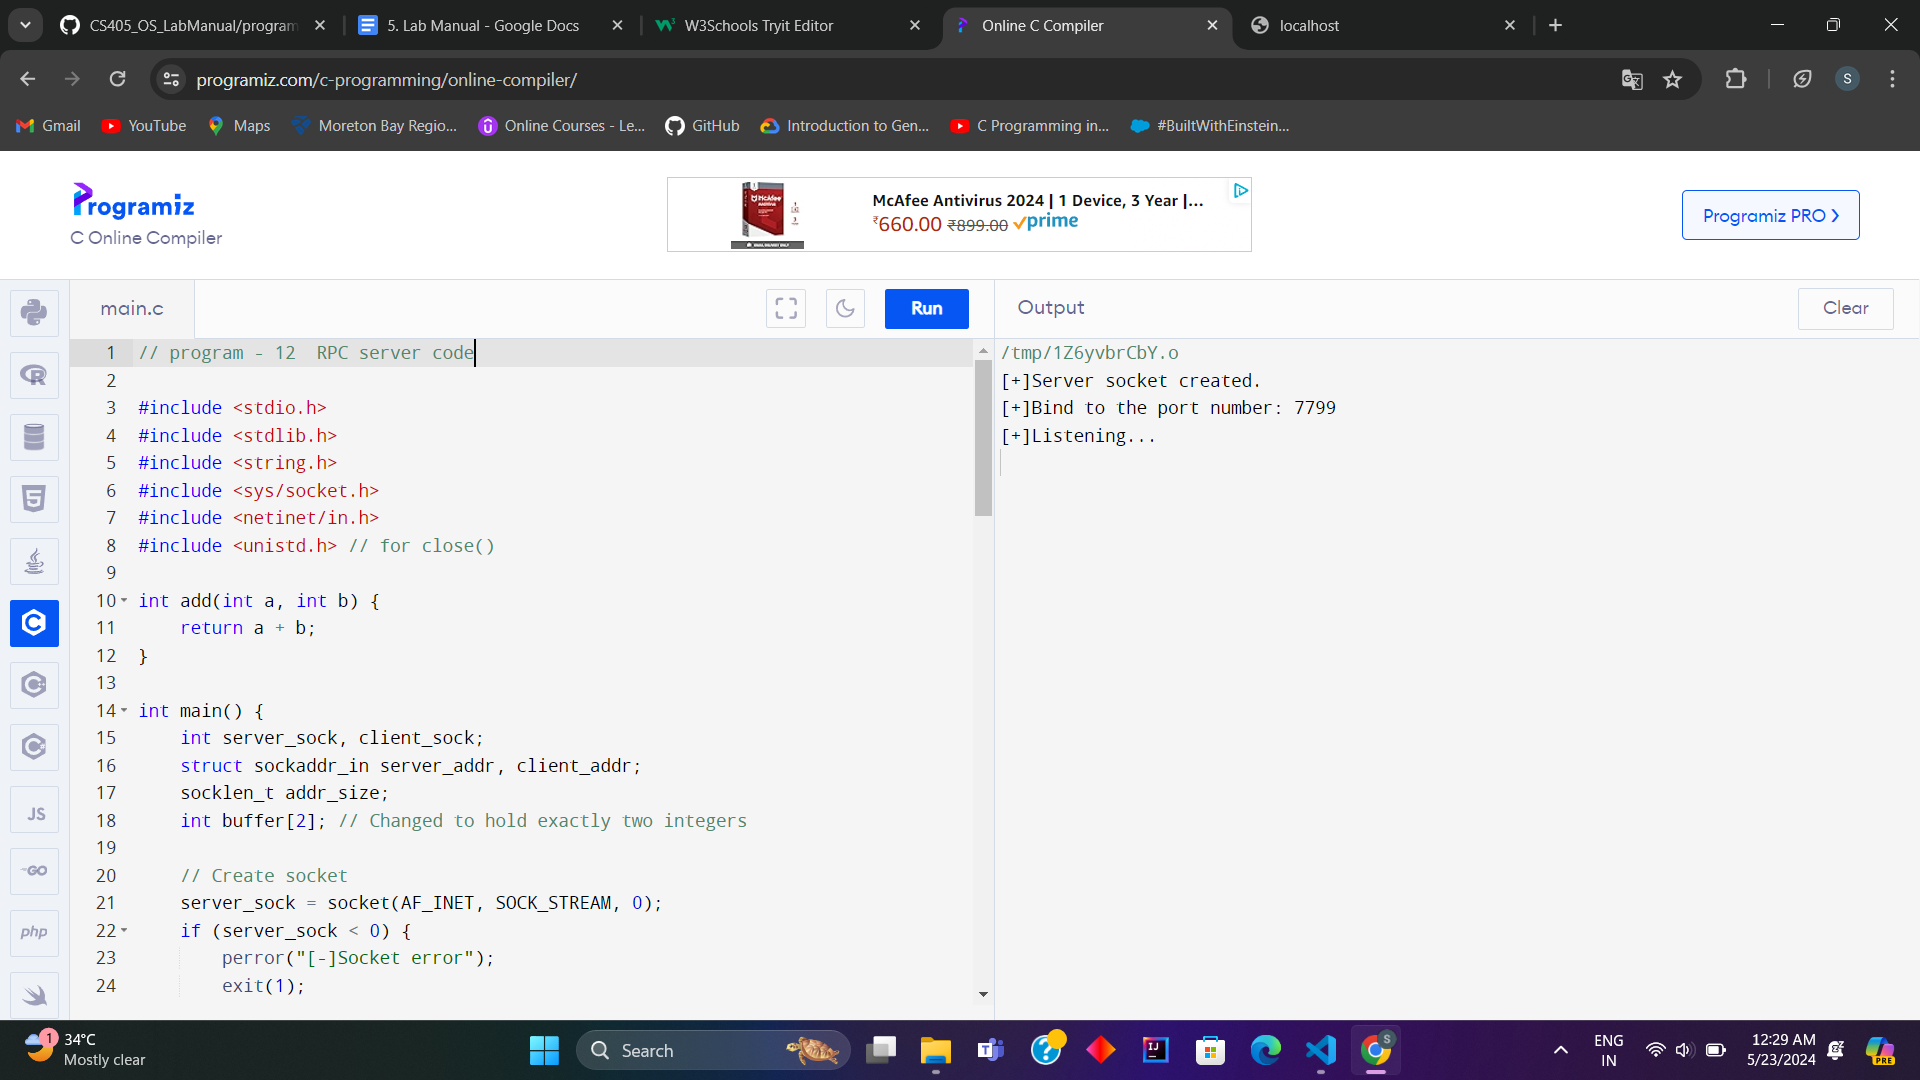 CS405_OS_LabManual/program
5. Lab Manual - Google Docs
W3Schools Tryit Editor
Online C Compiler
localhost
programiz.com/c-programming/online-compiler/
S
Gmail
YouTube
Maps
Moreton Bay Regio...
Online Courses - Le...
GitHub
Introduction to Gen...
C Programming in...
#BuiltWithEinstein...
Programiz
C Online Compiler
McAfee Antivirus 2024 | 1 Device, 3 Year |...
₹660.00 ₹899.00 prime
Programiz PRO ›
main.c
Run
Output
Clear
1 // program - 12  RPC server code
2
3 #include <stdio.h>
4 #include <stdlib.h>
5 #include <string.h>
6 #include <sys/socket.h>
7 #include <netinet/in.h>
8 #include <unistd.h> // for close()
9
10 int add(int a, int b) {
11     return a + b;
12 }
13
14 int main() {
15     int server_sock, client_sock;
16     struct sockaddr_in server_addr, client_addr;
17     socklen_t addr_size;
18     int buffer[2]; // Changed to hold exactly two integers
19
20     // Create socket
21     server_sock = socket(AF_INET, SOCK_STREAM, 0);
22     if (server_sock < 0) {
23         perror("[-]Socket error");
24         exit(1);
/tmp/1Z6yvbrCbY.o
[+]Server socket created.
[+]Bind to the port number: 7799
[+]Listening...
JS
GO
php
1
34°C
Mostly clear
Search
ENG
IN
12:29 AM
5/23/2024
PRE